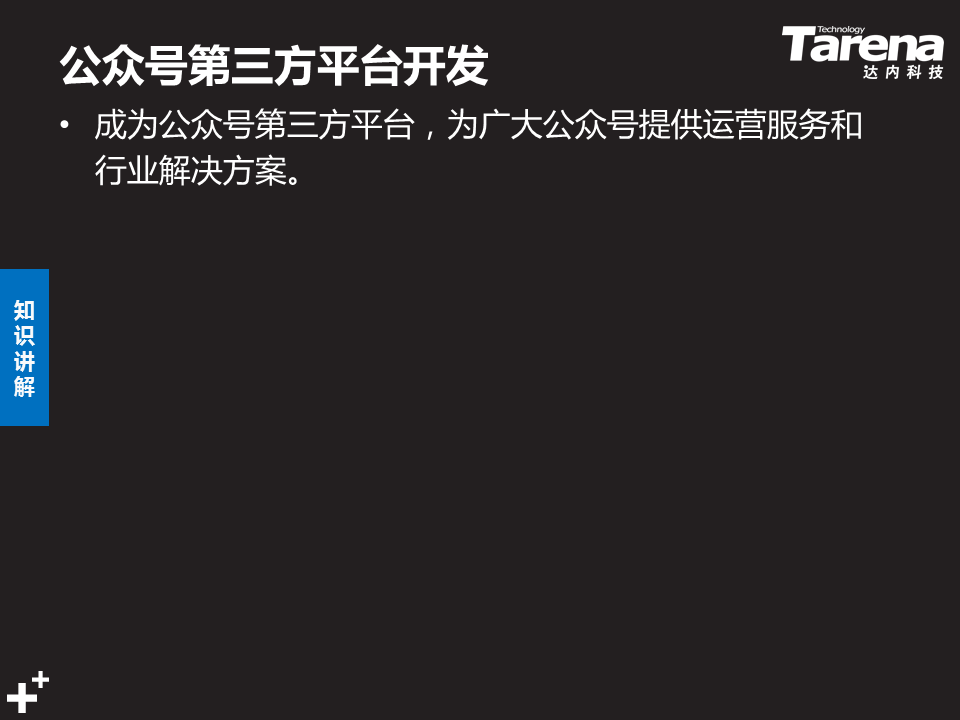 公众号第三方平台开发
Technology
Tarena
达内科技
• 成为公众号第三方平台，为广大公众号提供运营服务和
行业解决方案。
知
识
讲
解